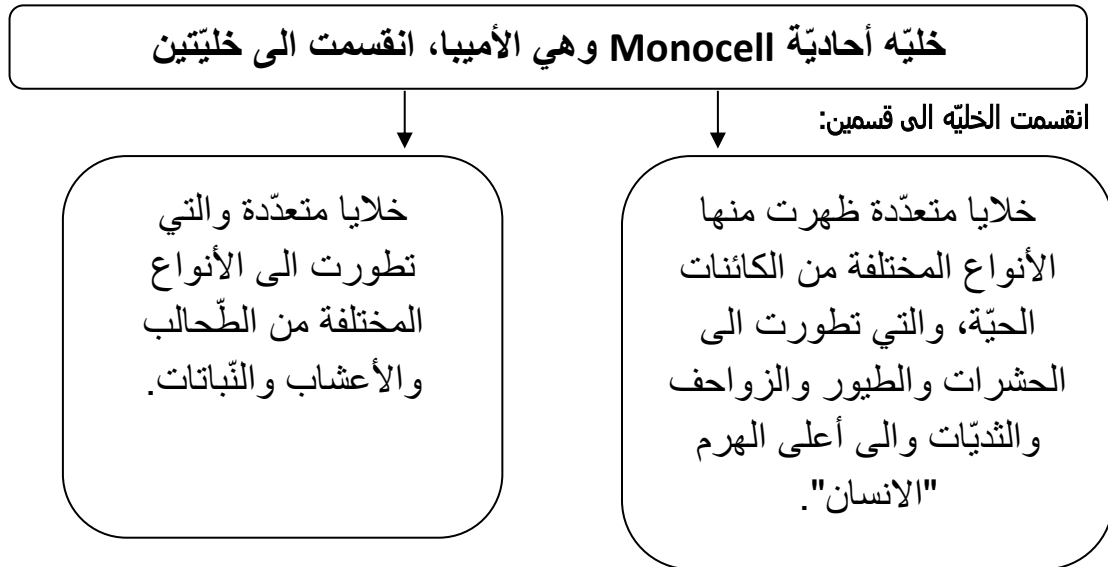 خليّه أحاديّة Monocell وهي الأميبا، انقسمت الى خليّتين
انقسمت الخليّه الى قسمين:
خلايا متعدّدة ظهرت منها
الأنواع المختلفة من الكائنات
الحيّة، والتي تطورت الى
الحشرات والطيور والزواحف
والثديّات والى أعلى الهرم
"الانسان".
خلايا متعدّدة والتي
تطورت الى الأنواع
المختلفة من الطّحالب
والأعشاب والنّباتات.